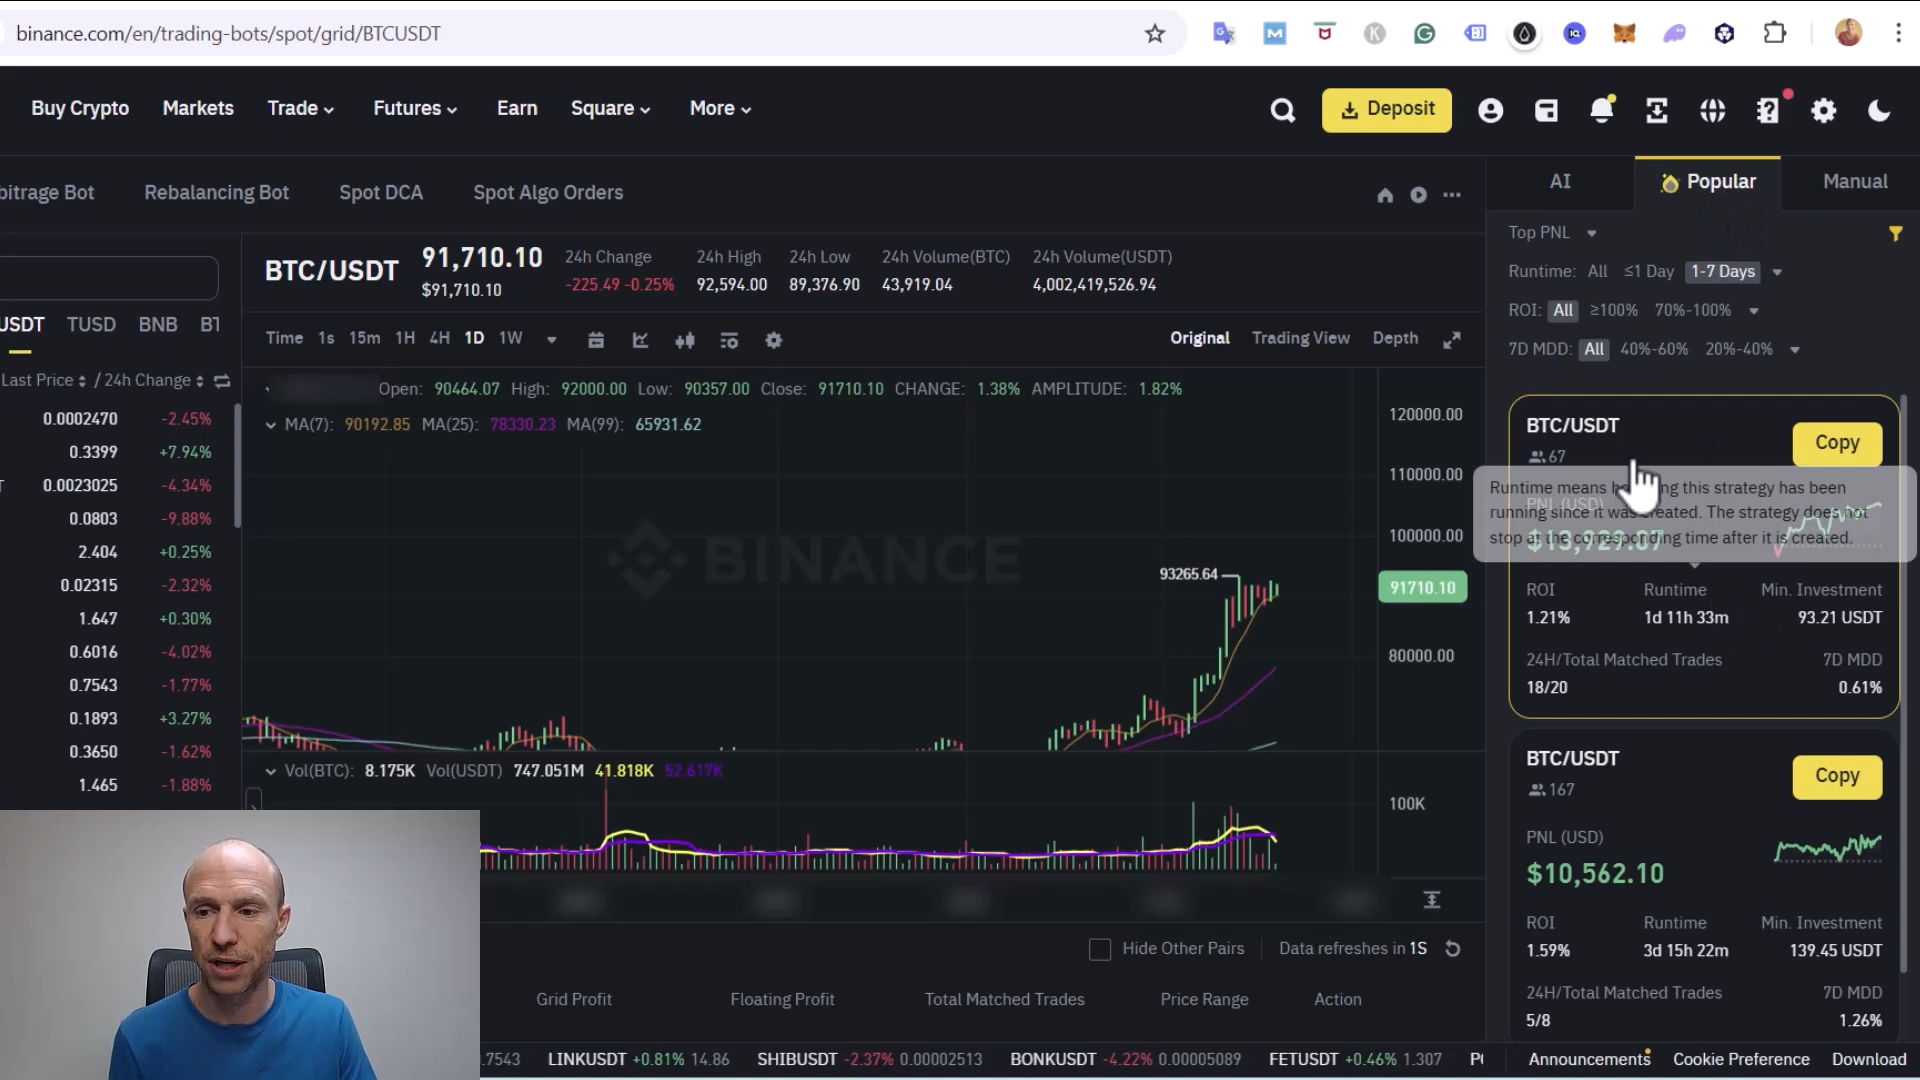 binance.com/en/trading-bots/spot/grid/BTCUSDT
Buy Crypto Markets Trade Futures Earn Square More Deposit
bitrage Bot Rebalancing Bot Spot DCA Spot Algo Orders
AI Popular Manual
Top PNL
Runtime: All ≤1 Day 1-7 Days
ROI: All ≥100% 70%-100%
7D MDD: All 40%-60% 20%-40%
BTC/USDT 91,710.10 $91,710.10
24h Change -225.49 -0.25%
24h High 92,594.00
24h Low 89,376.90
24h Volume(BTC) 43,919.04
24h Volume(USDT) 4,002,419,526.94
USDT TUSD BNB BT
Last Price / 24h Change
0.0002470 -2.45%
0.3399 +7.94%
T 0.0023025 -4.34%
0.0803 -9.88%
2.404 +0.25%
0.02315 -2.32%
1.647 +0.30%
0.6016 -4.02%
0.7543 -1.77%
0.1893 +3.27%
0.3650 -1.62%
1.465 -1.88%
Time 1s 15m 1H 4H 1D 1W
Original Trading View Depth
Open: 90464.07 High: 92000.00 Low: 90357.00 Close: 91710.10 CHANGE: 1.38% AMPLITUDE: 1.82%
MA(7): 90192.85 MA(25): 78330.23 MA(99): 65931.62
120000.00
110000.00
100000.00
BINANCE
93265.64
91710.10
80000.00
Vol(BTC): 8.175K Vol(USDT) 747.051M 41.818K 52.617K
100K
BTC/USDT
67
Copy
Runtime means this strategy has been
running since it was created. The strategy does not
stop at the corresponding time after it is created.
PNL (USD)
$13,929.07
ROI Runtime Min. Investment
1.21% 1d 11h 33m 93.21 USDT
24H/Total Matched Trades 7D MDD
18/20 0.61%
BTC/USDT
167
Copy
PNL (USD)
$10,562.10
ROI Runtime Min. Investment
1.59% 3d 15h 22m 139.45 USDT
24H/Total Matched Trades 7D MDD
5/8 1.26%
Hide Other Pairs Data refreshes in 1S
Grid Profit Floating Profit Total Matched Trades Price Range Action
.7543 LINKUSDT +0.81% 14.86 SHIBUSDT -2.37% 0.00002513 BONKUSDT -4.22% 0.00005089 FETUSDT +0.46% 1.307
Announcements Cookie Preference Download